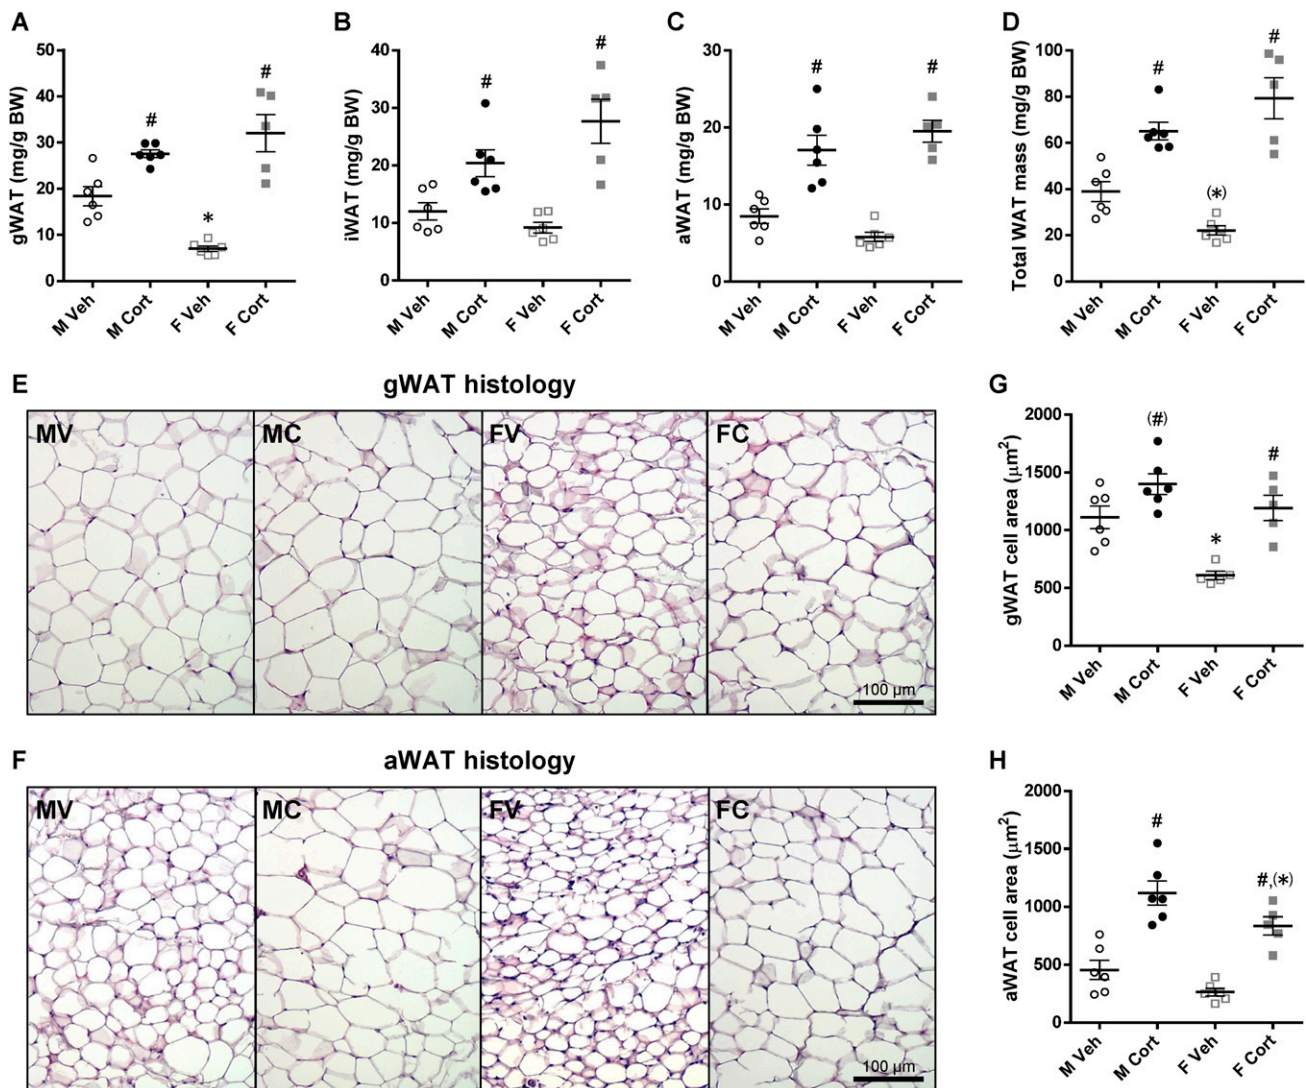 A
B
C
D
gWAT (mg/g BW)
50
40
30
20
10
0
#
*
#
M Veh
M Cort
F Veh
F Cort
iWAT (mg/g BW)
40
30
20
10
0
#
#
M Veh
M Cort
F Veh
F Cort
aWAT (mg/g BW)
30
20
10
0
#
#
M Veh
M Cort
F Veh
F Cort
Total WAT mass (mg/g BW)
100
80
60
40
20
0
#
(*)
#
M Veh
M Cort
F Veh
F Cort
E
gWAT histology
MV
MC
FV
FC
100 µm
G
gWAT cell area (µm²)
2000
1500
1000
500
0
(#)
*
#
M Veh
M Cort
F Veh
F Cort
F
aWAT histology
MV
MC
FV
FC
100 µm
H
aWAT cell area (µm²)
2000
1500
1000
500
0
#
#,(*)
M Veh
M Cort
F Veh
F Cort